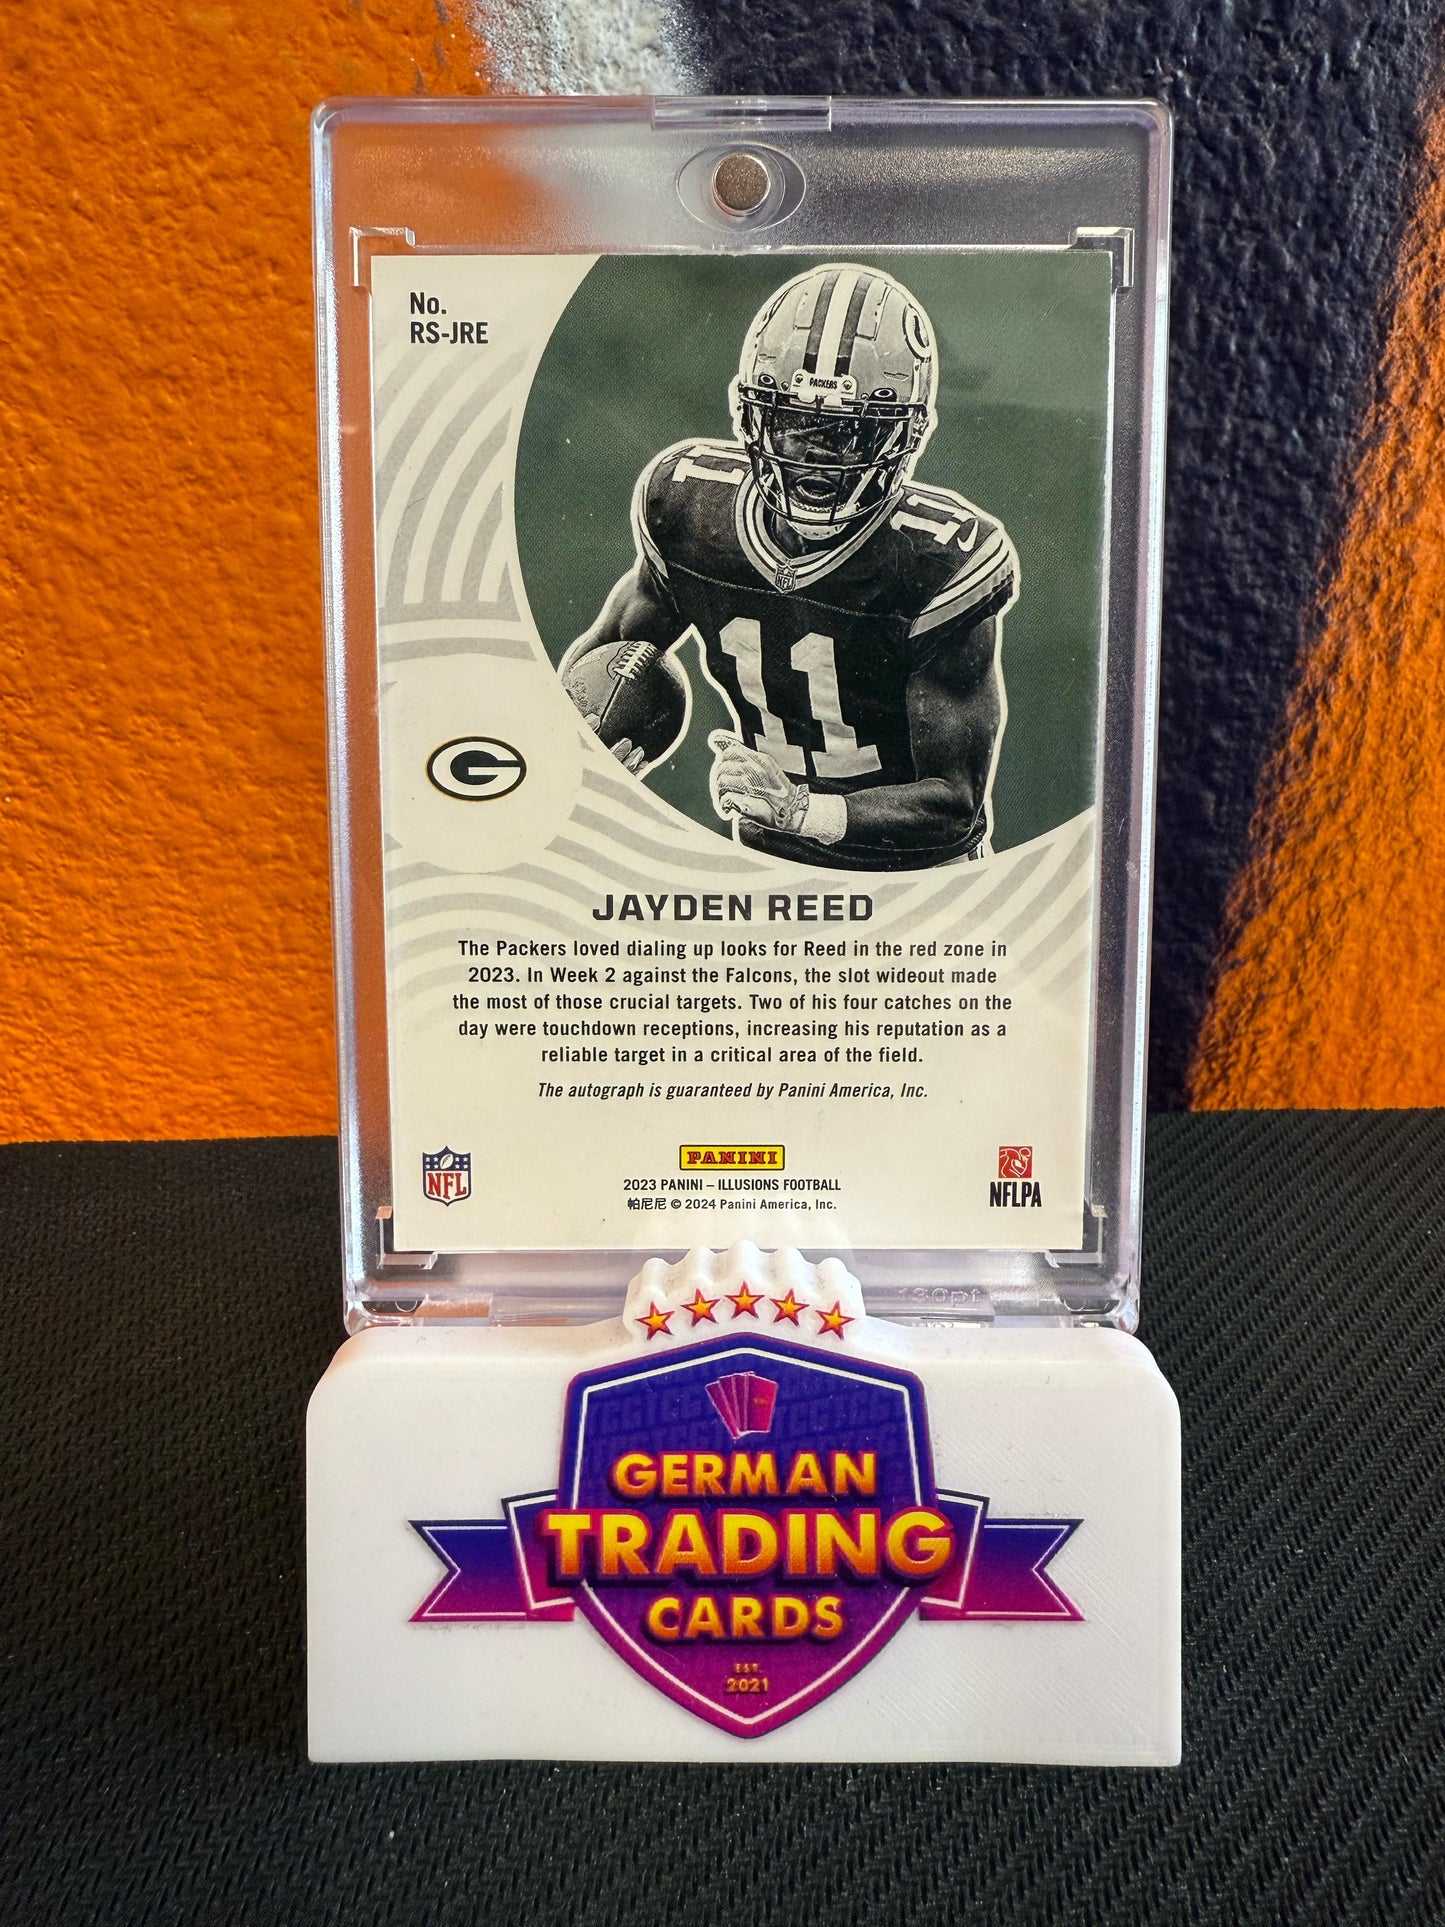 No.
RS-JRE
PACKERS
11
11
NFL
11
G
JAYDEN REED
The Packers loved dialing up looks for Reed in the red zone in
2023. In Week 2 against the Falcons, the slot wideout made
the most of those crucial targets. Two of his four catches on the
day were touchdown receptions, increasing his reputation as a
reliable target in a critical area of the field.
The autograph is guaranteed by Panini America, Inc.
NFL
PANINI
2023 PANINI – ILLUSIONS FOOTBALL
帕尼尼 © 2024 Panini America, Inc.
NFLPA
130pt
GERMAN
TRADING
CARDS
EST.
2021